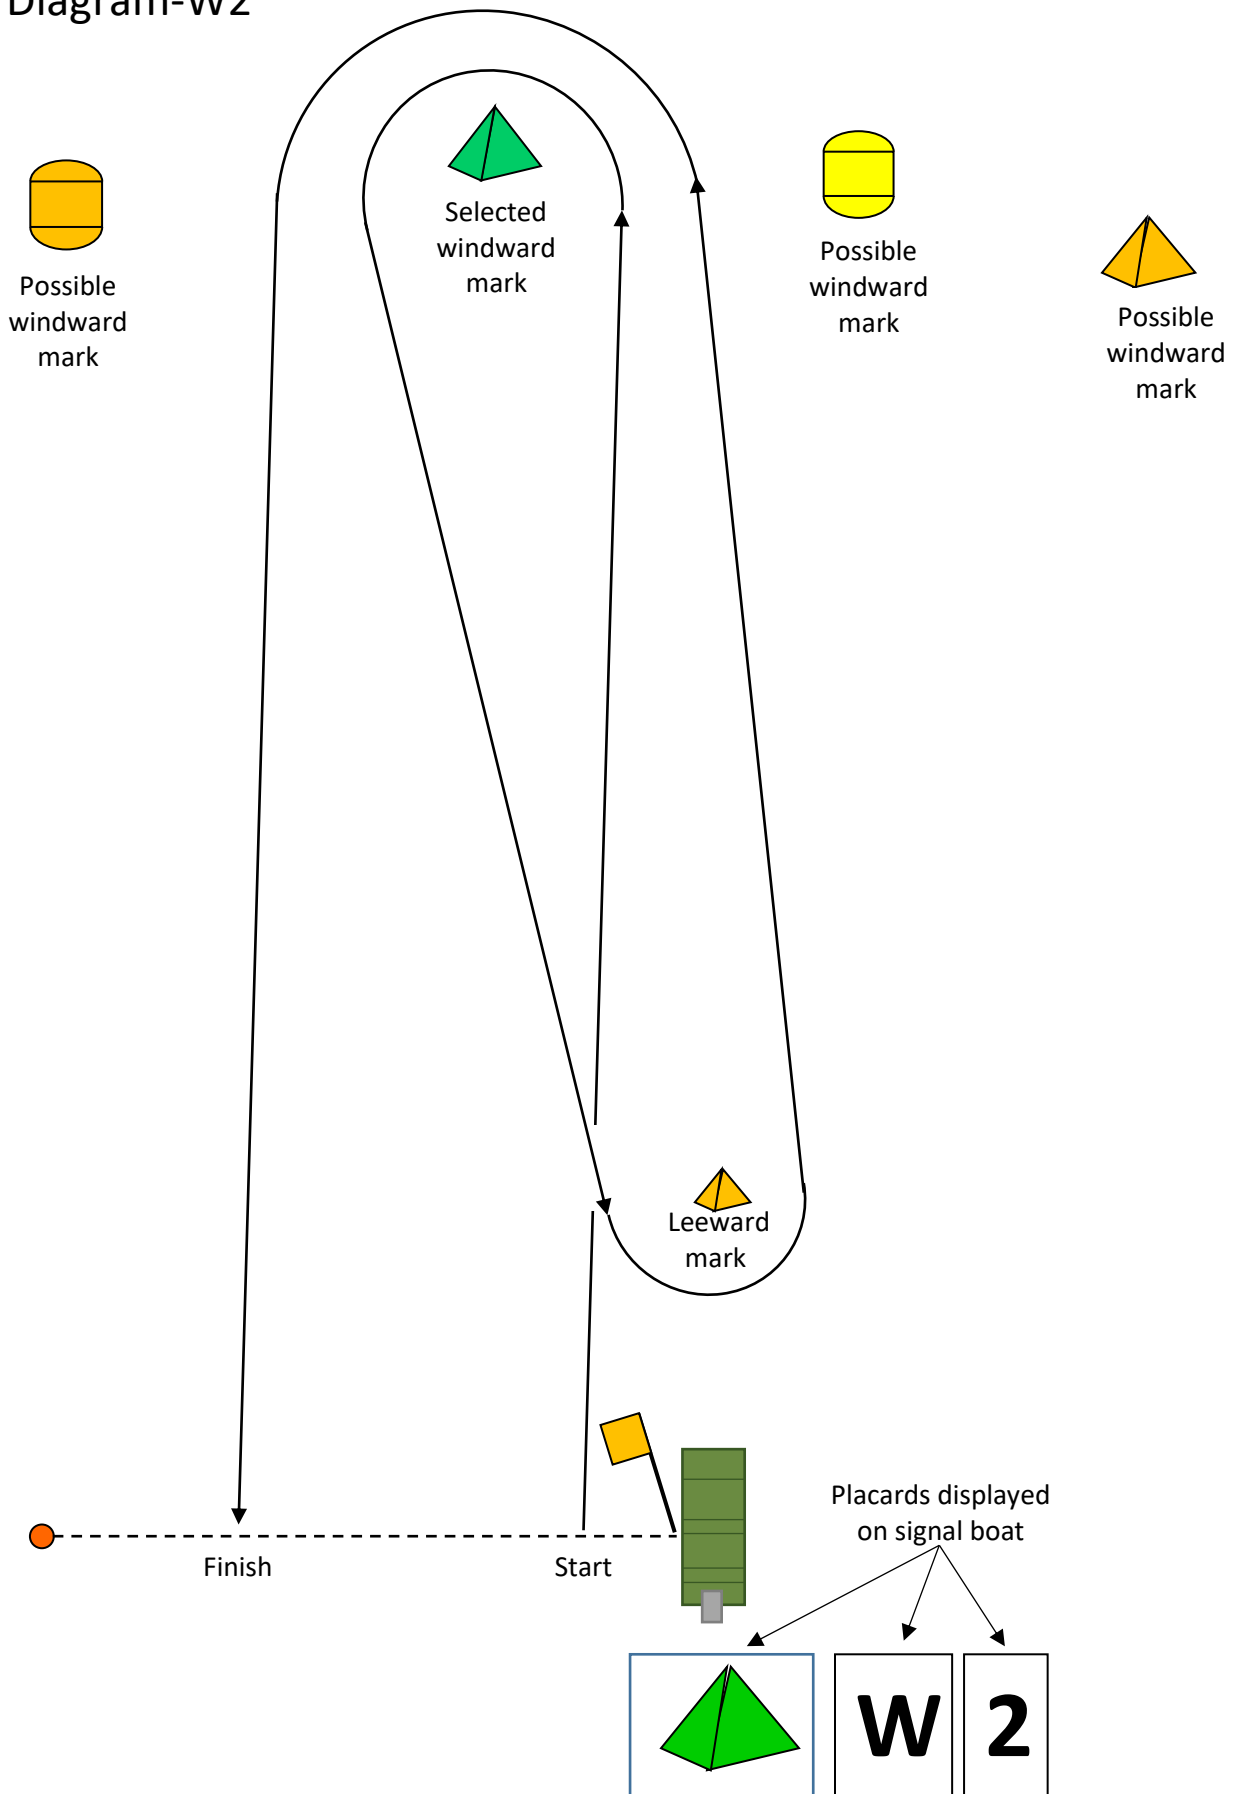 Diagram-W2
Selected
windward
mark
Possible
windward
mark
Possible
windward
mark
Possible
windward
mark
Leeward
mark
Placards displayed
on signal boat
Finish
Start
W
2